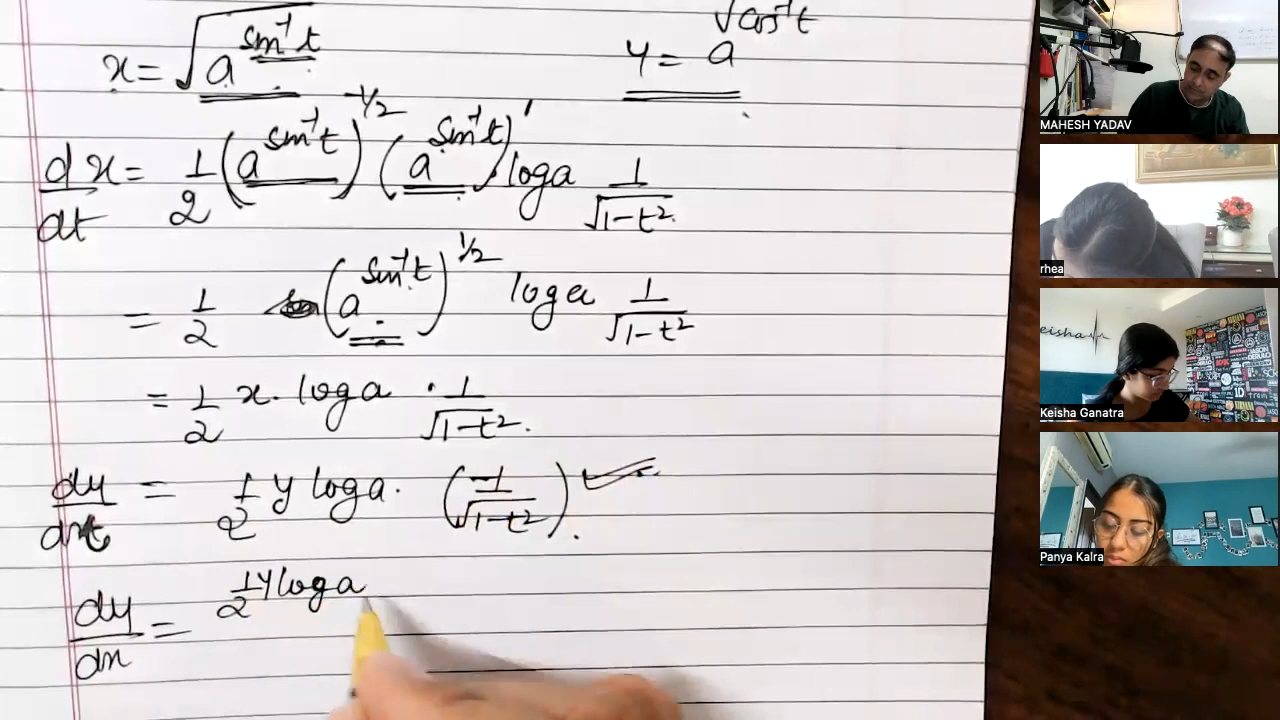 x = √(a^(sin⁻¹t))      y = a^(√cos⁻¹t)
dx/dt = 1/2 (a^(sin⁻¹t))^(-1/2) (a^(sin⁻¹t))' log a 1/√(1-t²)
= 1/2 (a^(sin⁻¹t))^(1/2) log a 1/√(1-t²)
= 1/2 x · log a · 1/√(1-t²)
dy/dt = 1/2 y log a · (-1/√(1-t²))
dy/dx = 1/2 y log a
MAHESH YADAV
rhea
eisha
Keisha Ganatra
Panya Kalra